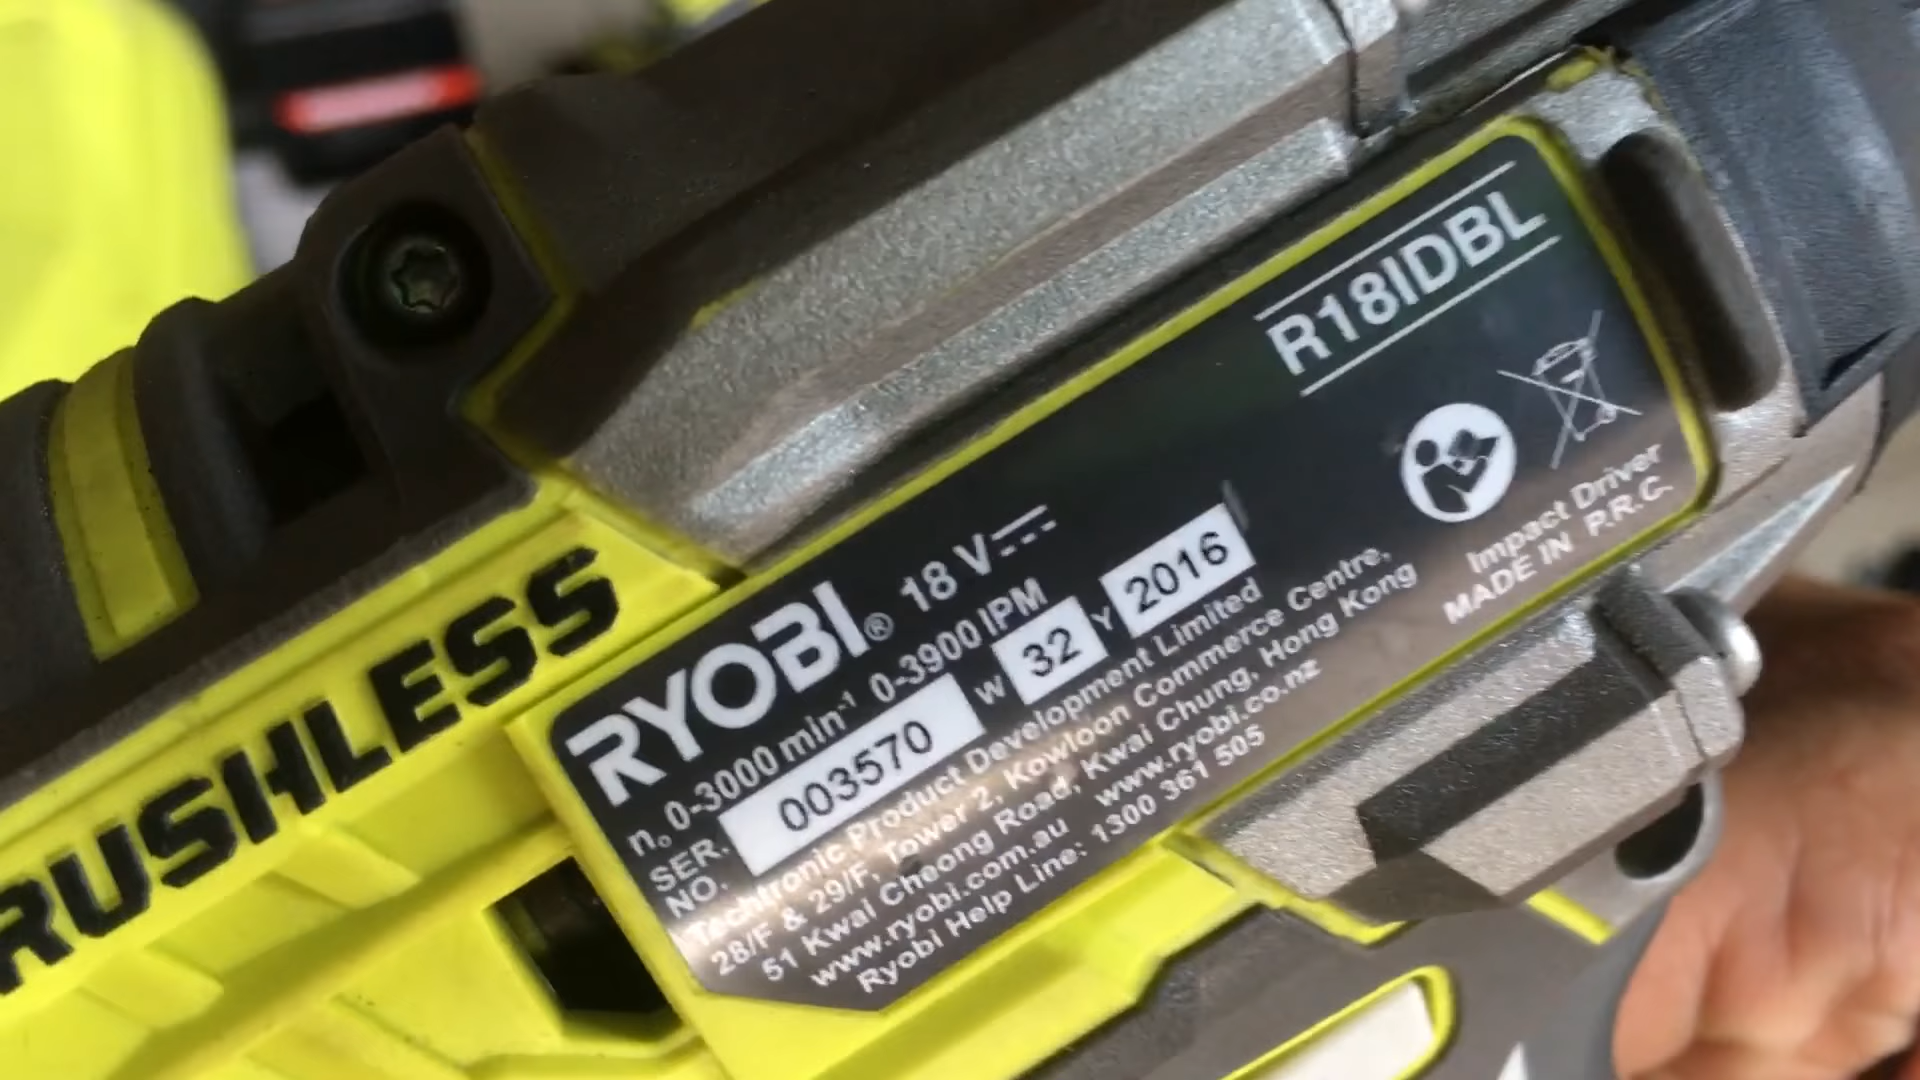 RUSHLESS
R18IDBL
RYOBI® 18 V
n₀ 0-3000 min⁻¹ 0-3900 IPM
SER. NO. 003570 W 32 Y 2016
Techtronic Product Development Limited
28/F & 29/F, Tower 2, Kowloon Commerce Centre,
51 Kwai Cheong Road, Kwai Chung, Hong Kong
www.ryobi.com.au www.ryobi.co.nz
Ryobi Help Line: 1300 361 505
Impact Driver
MADE IN P.R.C.